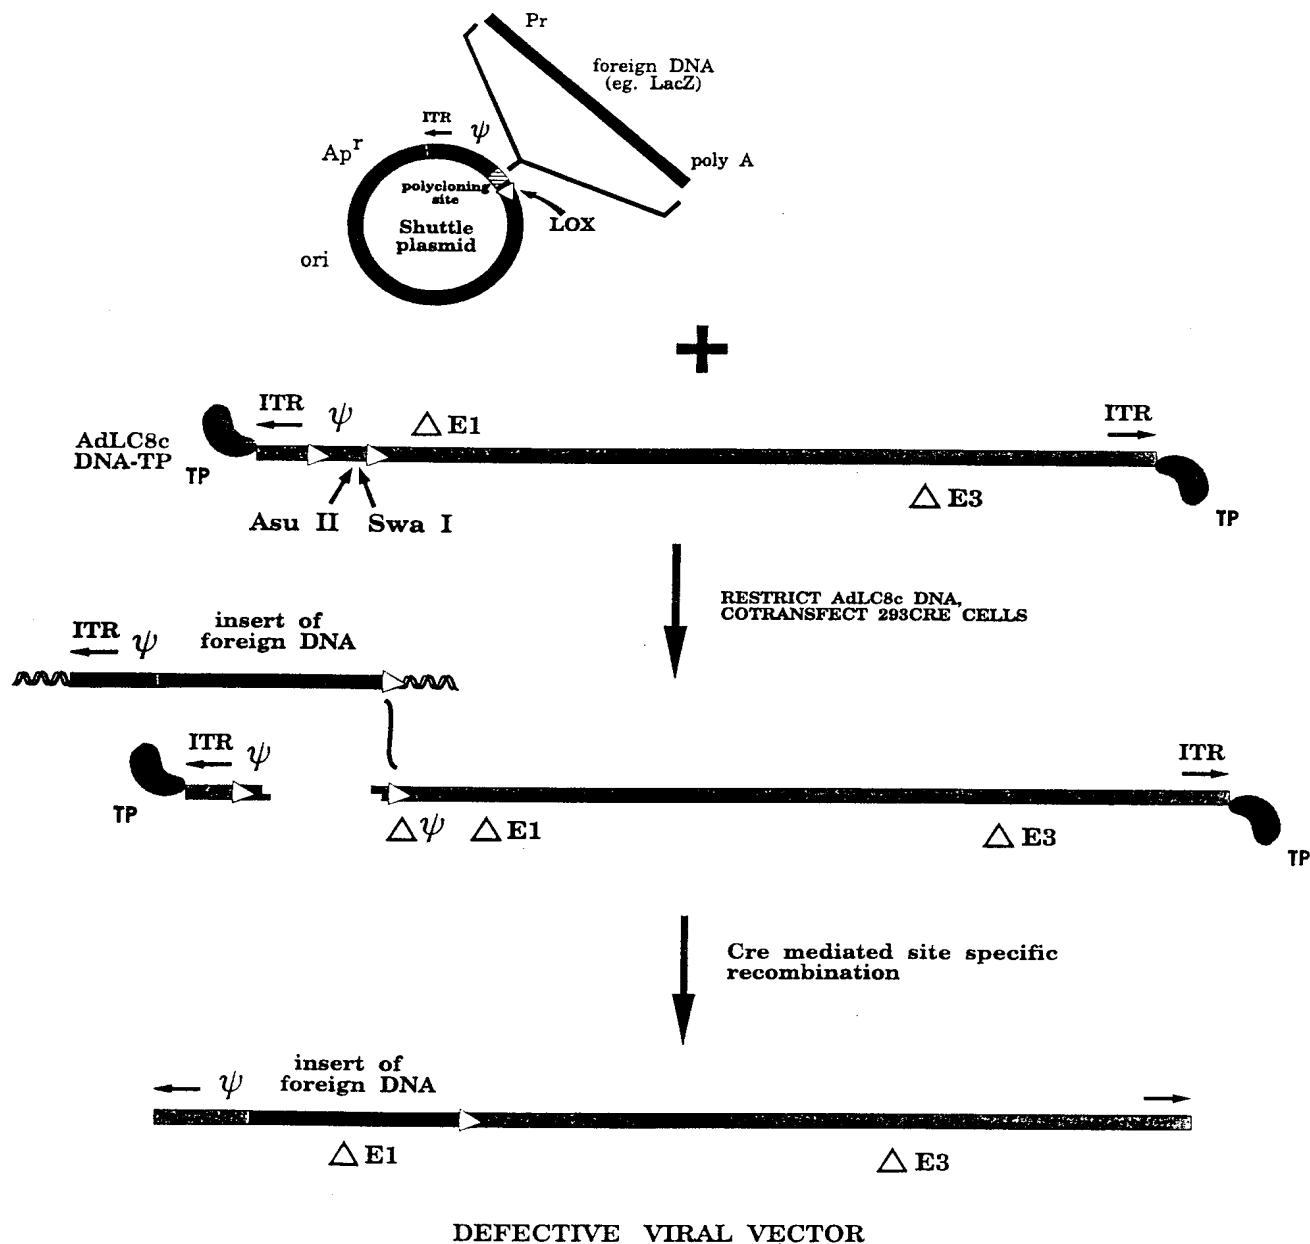 Pr
foreign DNA
(eg. LacZ)
ITR
ψ
Ap^r
poly A
polycloning
site
LOX
Shuttle
plasmid
ori
ITR ψ
△ E1
ITR
AdLC8c
DNA-TP
TP
△ E3
Asu II Swa I
TP
RESTRICT AdLC8c DNA,
COTRANSFECT 293CRE CELLS
insert of
foreign DNA
ITR ψ
ITR ψ
ITR
TP
△ψ △ E1
△ E3
TP
Cre mediated site specific
recombination
insert of
foreign DNA
ψ
△ E1
△ E3
DEFECTIVE VIRAL VECTOR